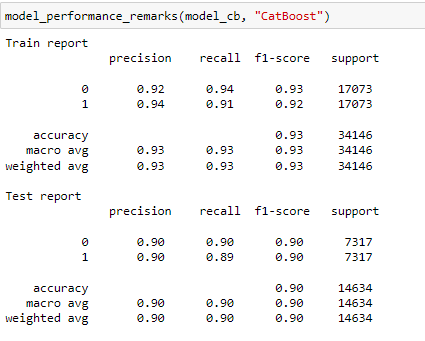 model_performance_remarks(model_cb, "CatBoost")
Train report
precision recall f1-score support
0 0.92 0.94 0.93 17073
1 0.94 0.91 0.92 17073
accuracy 0.93 34146
macro avg 0.93 0.93 0.93 34146
weighted avg 0.93 0.93 0.93 34146
Test report
precision recall f1-score support
0 0.90 0.90 0.90 7317
1 0.90 0.89 0.90 7317
accuracy 0.90 14634
macro avg 0.90 0.90 0.90 14634
weighted avg 0.90 0.90 0.90 14634